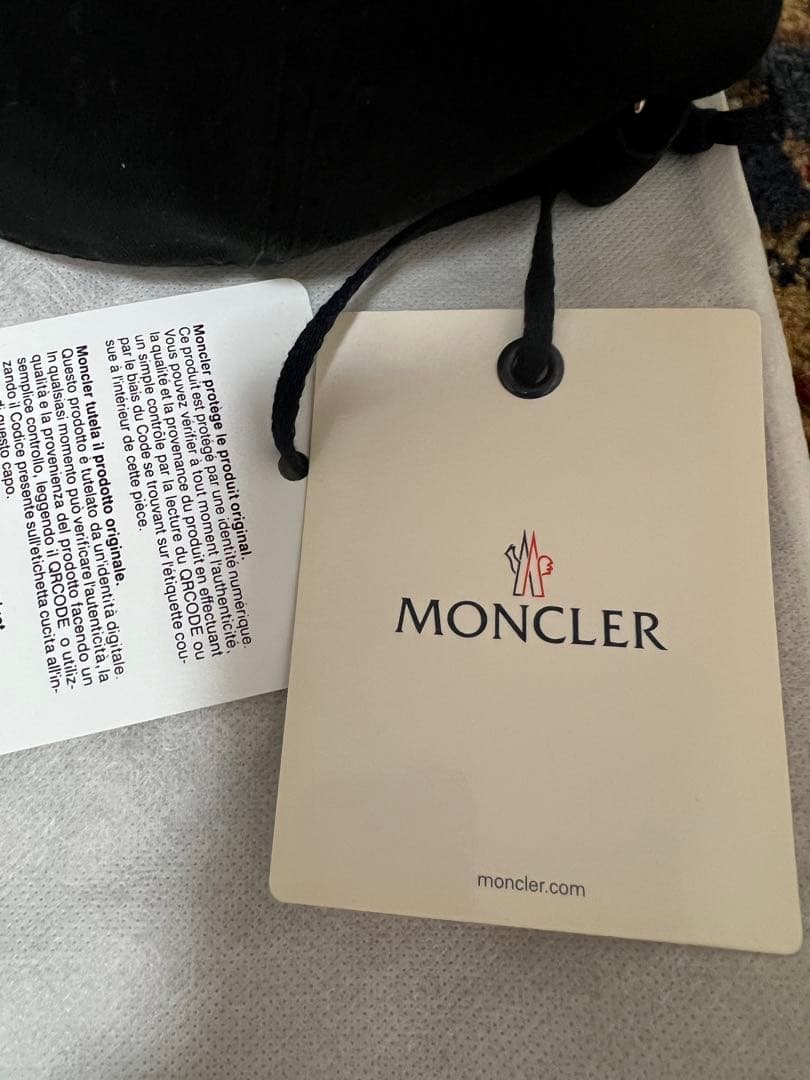 Moncler protège le produit original.
Ce produit est protégé par une identité numérique.
Vous pouvez vérifier à tout moment l'authenticité,
la qualité et la provenance du produit en effectuant
un simple contrôle par la lecture du QRCODE ou
par le biais du Code se trouvant sur l'étiquette cou-
sue à l'intérieur de cette pièce.
Moncler tutela il prodotto originale.
Questo prodotto è tutelato da un'identità digitale.
In qualsiasi momento può verificare l'autenticità, la
qualità e la provenienza del prodotto facendo un
semplice controllo, leggendo il QRCODE o utiliz-
zando il Codice presente sull'etichetta cucita all'in-
di questo capo.
MONCLER
moncler.com